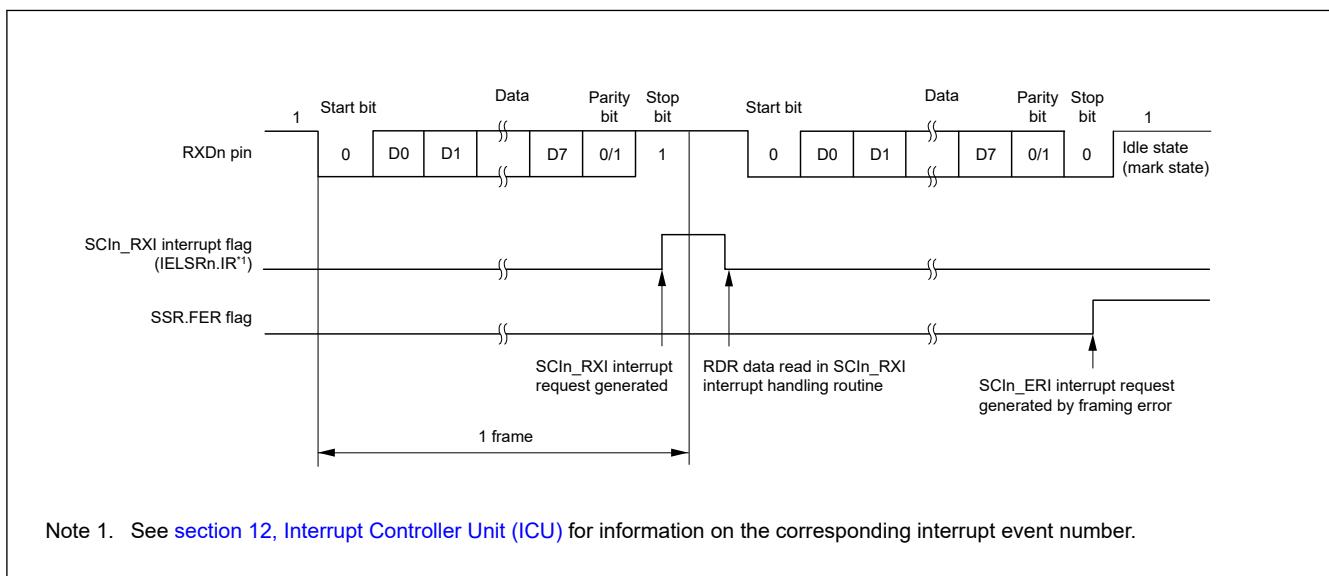 Start bit
Data
Parity bit
Stop bit
Start bit
Data
Parity bit
Stop bit
1
1
RXDn pin
0
D0
D1
D7
0/1
1
0
D0
D1
D7
0/1
0
Idle state
(mark state)
SCIn_RXI interrupt flag
(IELSRn.IR*1)
SSR.FER flag
SCIn_RXI interrupt
request generated
RDR data read in SCIn_RXI
interrupt handling routine
SCIn_ERI interrupt request
generated by framing error
1 frame
Note 1. See section 12, Interrupt Controller Unit (ICU) for information on the corresponding interrupt event number.